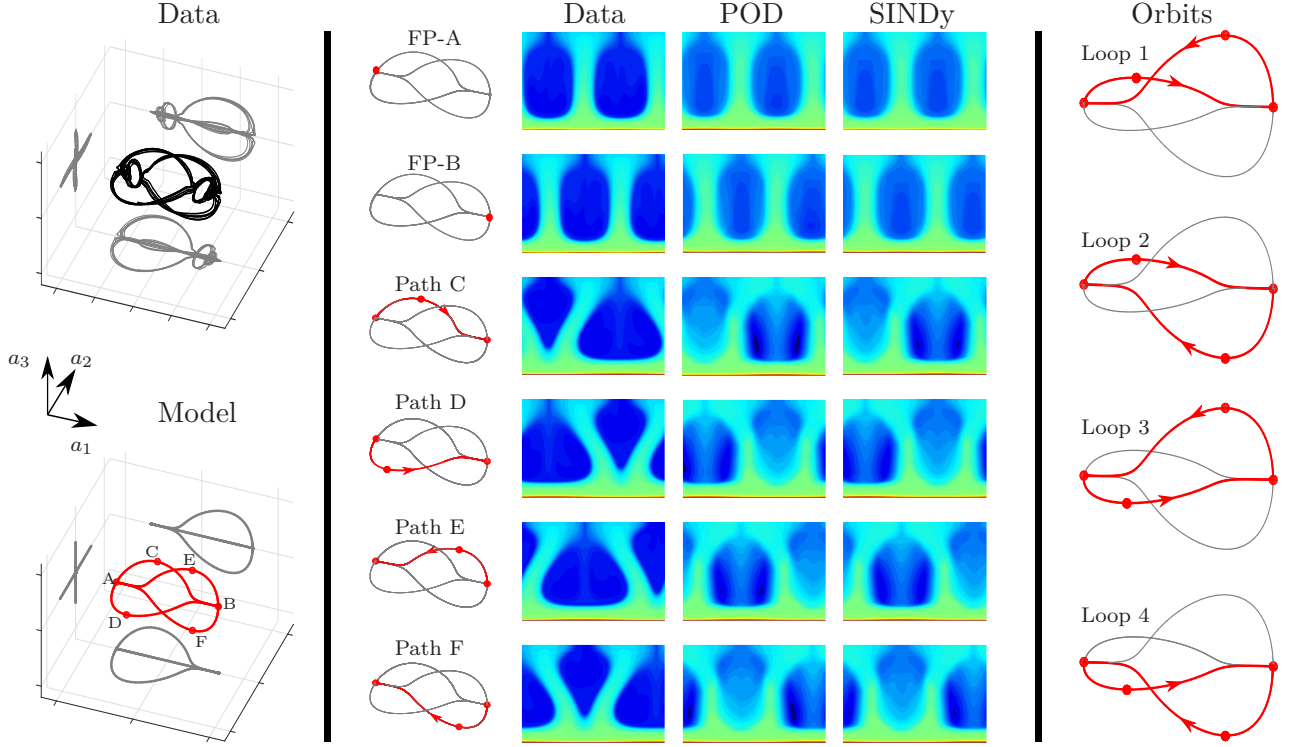 Data
a3
a2
a1
Model
A
C
E
B
D
F
Data
POD
SINDy
FP-A
FP-B
Path C
Path D
Path E
Path F
Orbits
Loop 1
Loop 2
Loop 3
Loop 4